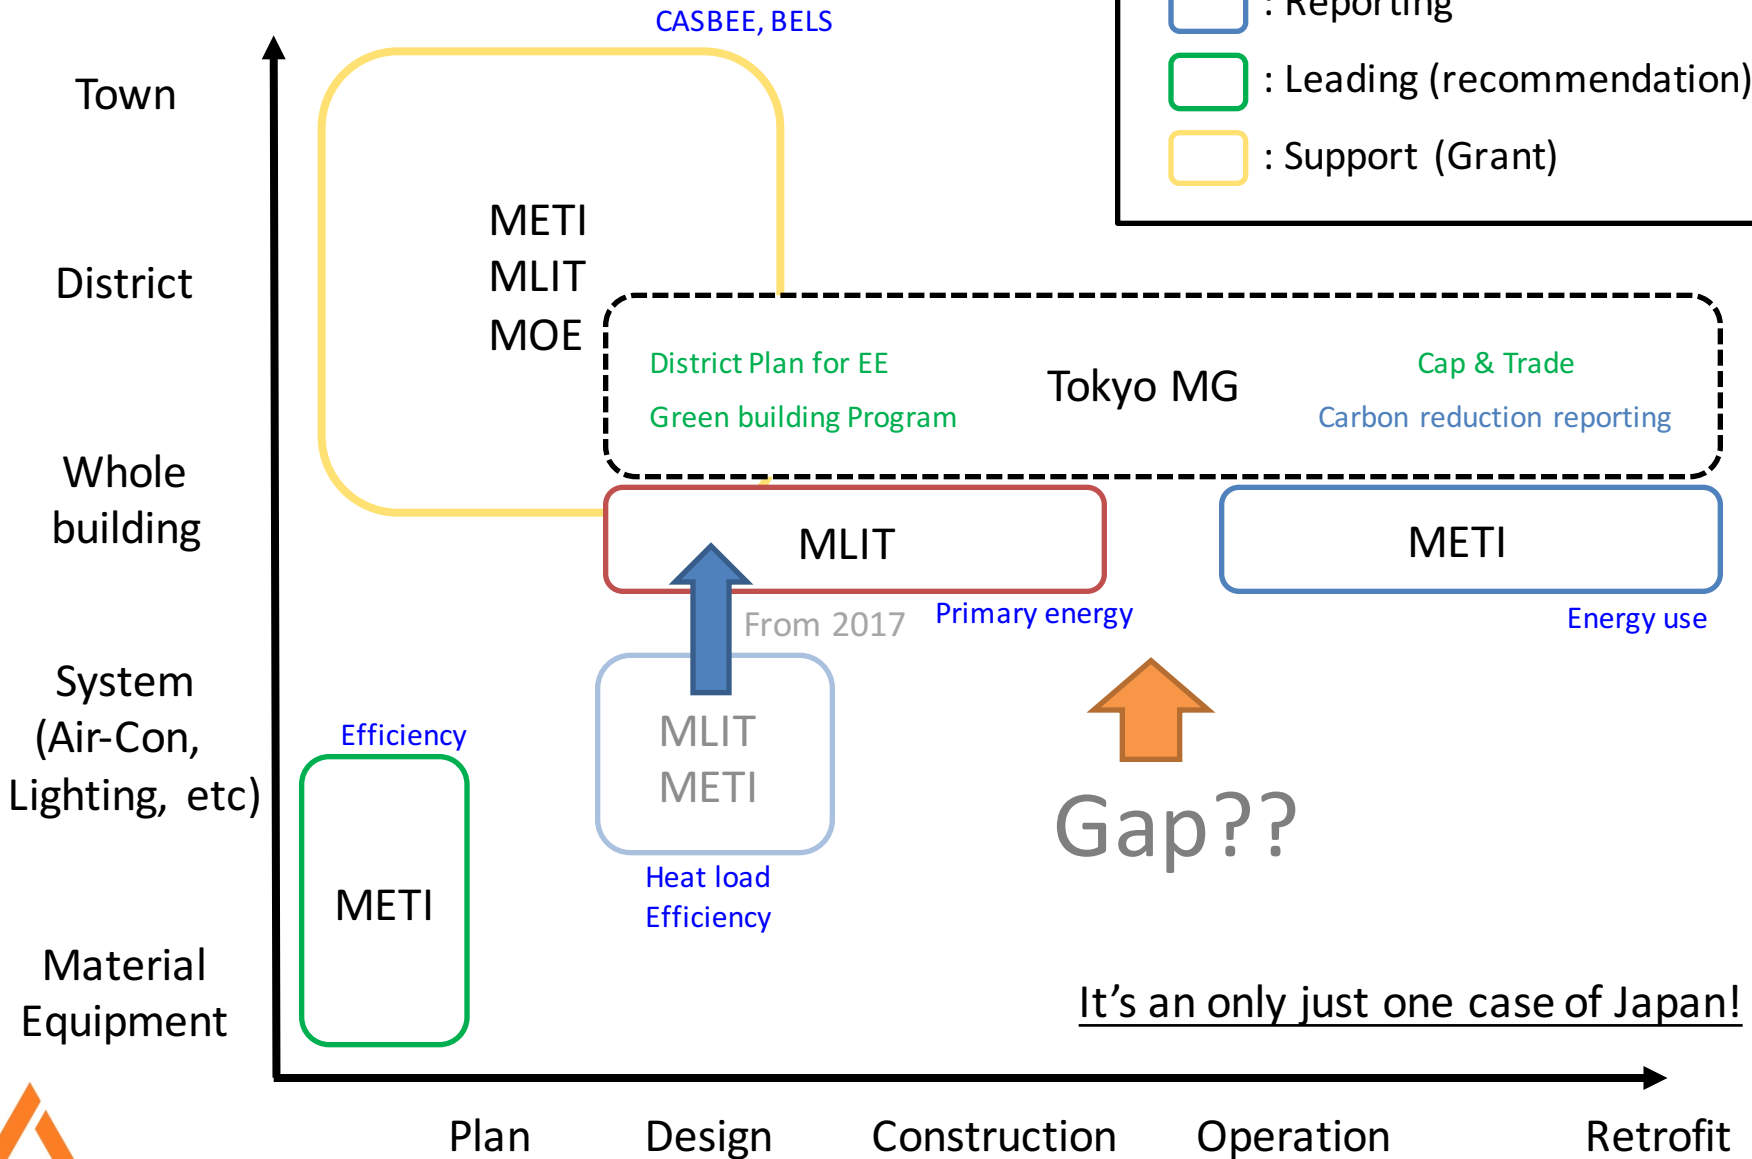 CASBEE, BELS
: Reporting
: Leading (recommendation)
: Support (Grant)
Town
District
Whole
building
System
(Air-Con,
Lighting, etc)
Material
Equipment
METI
MLIT
MOE
District Plan for EE
Green building Program
Tokyo MG
Cap & Trade
Carbon reduction reporting
MLIT
METI
From 2017
Primary energy
Energy use
Efficiency
METI
MLIT
METI
Heat load
Efficiency
Gap??
It's an only just one case of Japan!
Plan
Design
Construction
Operation
Retrofit